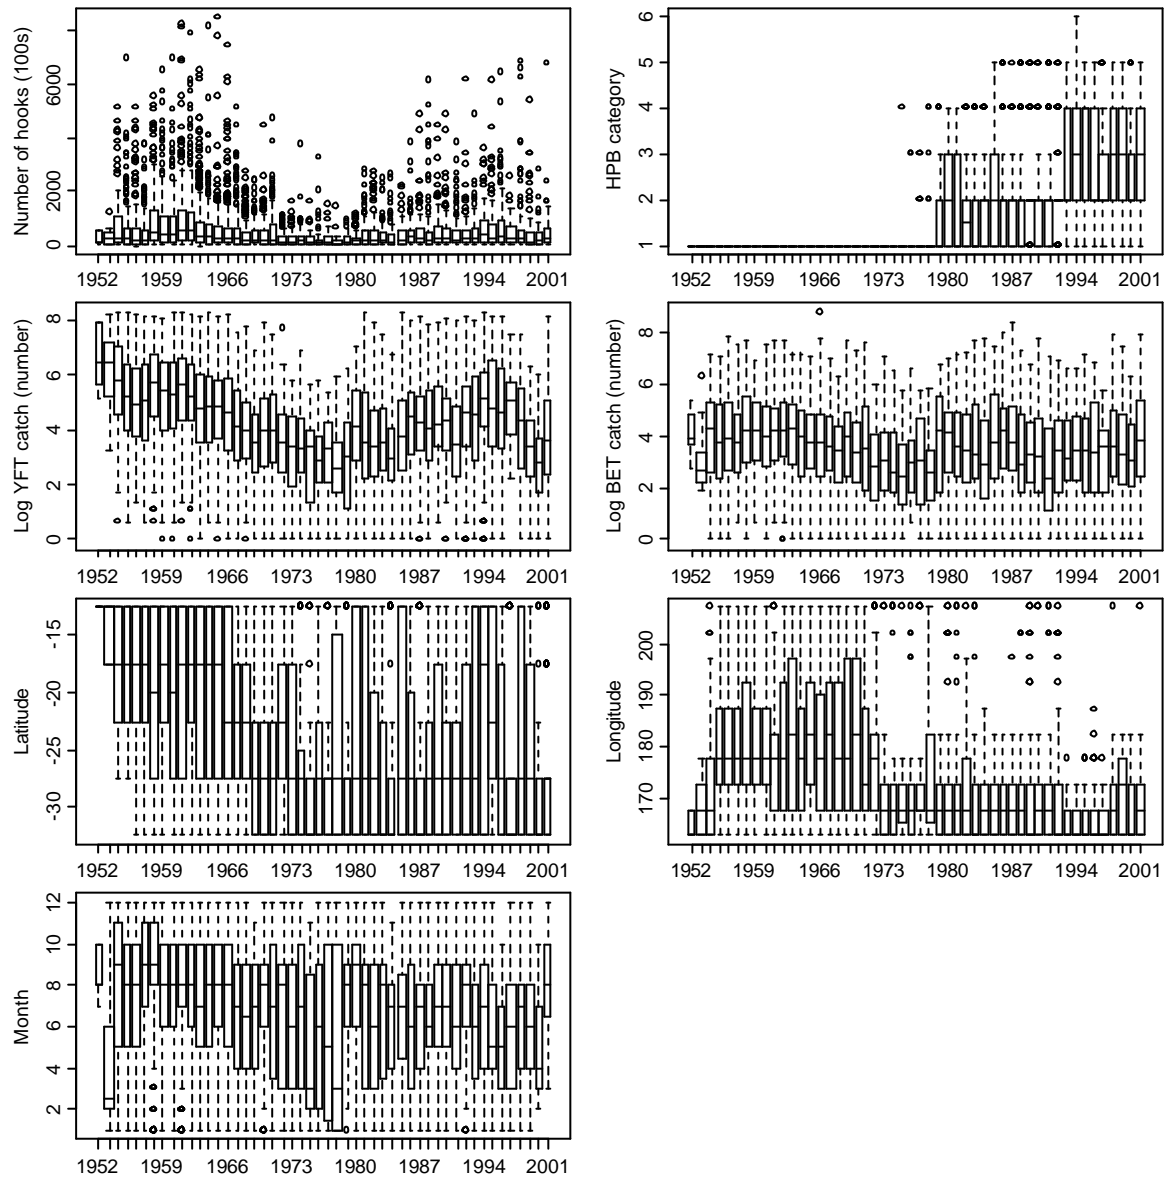 Number of hooks (100s)
0 2000 6000
1952 1959 1966 1973 1980 1987 1994 2001
HPB category
1 2 3 4 5 6
1952 1959 1966 1973 1980 1987 1994 2001
Log YFT catch (number)
0 2 4 6 8
1952 1959 1966 1973 1980 1987 1994 2001
Log BET catch (number)
0 2 4 6 8
1952 1959 1966 1973 1980 1987 1994 2001
Latitude
-30 -25 -20 -15
1952 1959 1966 1973 1980 1987 1994 2001
Longitude
170 180 190 200
1952 1959 1966 1973 1980 1987 1994 2001
Month
2 4 6 8 10 12
1952 1959 1966 1973 1980 1987 1994 2001